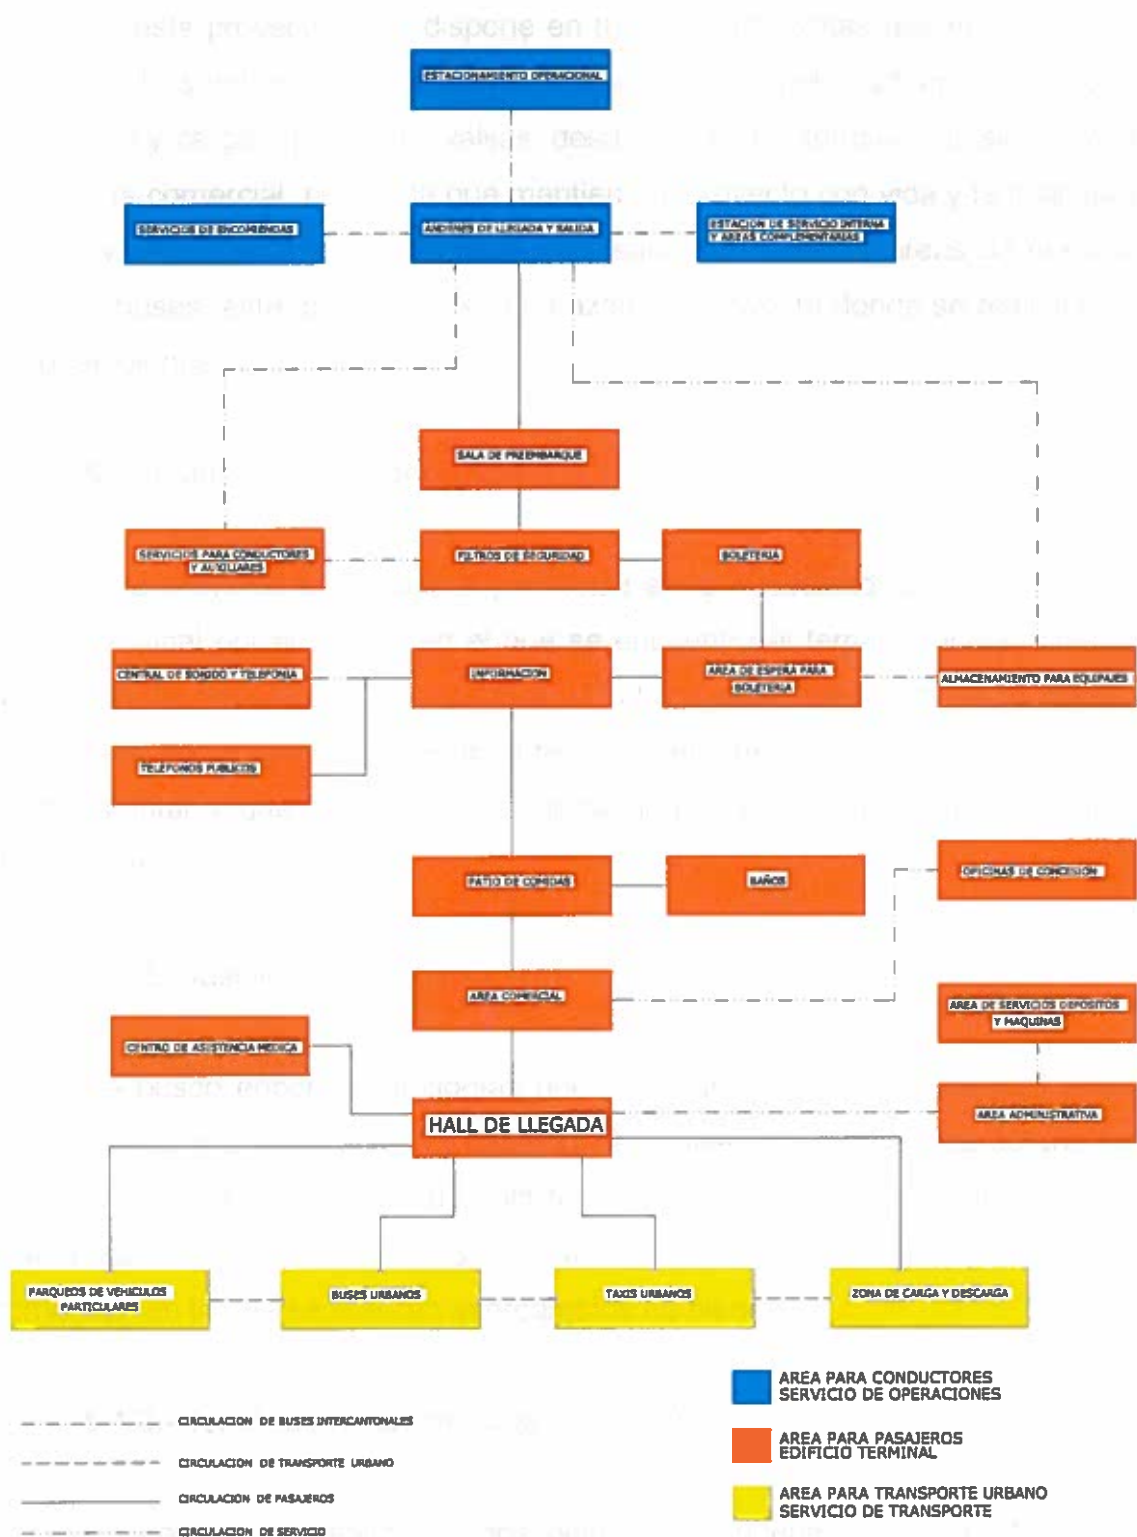 ESTACIONAMIENTO OPERACIONAL
SERVICIOS DE ENCOMIENDAS
ANDENES DE LLEGADA Y SALIDA
ESTACION DE SERVICIO INTERNA
Y AREAS COMPLEMENTARIAS
SALA DE PREEMBARQUE
SERVICIOS PARA CONDUCTORES
Y AUXILIARES
FILTROS DE SEGURIDAD
BOLETERIA
CENTRAL DE SONIDO Y TELEFONIA
INFORMACION
AREA DE ESPERA PARA
BOLETERIA
ALMACENAMIENTO PARA EQUIPAJES
TELEFONOS PUBLICOS
PATIO DE COMIDAS
BAÑOS
OFICINAS DE CONCESION
AREA COMERCIAL
AREA DE SERVICIOS DEPOSITOS
Y MAQUINAS
CENTRO DE ASISTENCIA MEDICA
HALL DE LLEGADA
AREA ADMINISTRATIVA
PARQUEOS DE VEHICULOS
PARTICULARES
BUSES URBANOS
TAXIS URBANOS
ZONA DE CARGA Y DESCARGA
AREA PARA CONDUCTORES
SERVICIO DE OPERACIONES
CIRCULACION DE BUSES INTERCANTONALES
AREA PARA PASAJEROS
EDIFICIO TERMINAL
CIRCULACION DE TRANSPORTE URBANO
CIRCULACION DE PASAJEROS
AREA PARA TRANSPORTE URBANO
SERVICIO DE TRANSPORTE
CIRCULACION DE SERVICIO